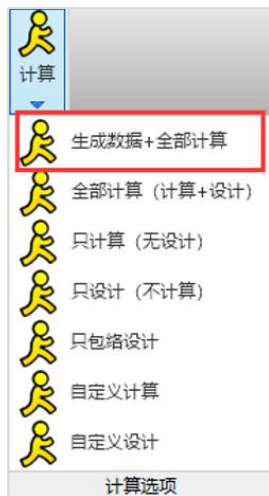 计算
生成数据+全部计算
全部计算（计算+设计）
只计算（无设计）
只设计（不计算）
只包络设计
自定义计算
自定义设计
计算选项